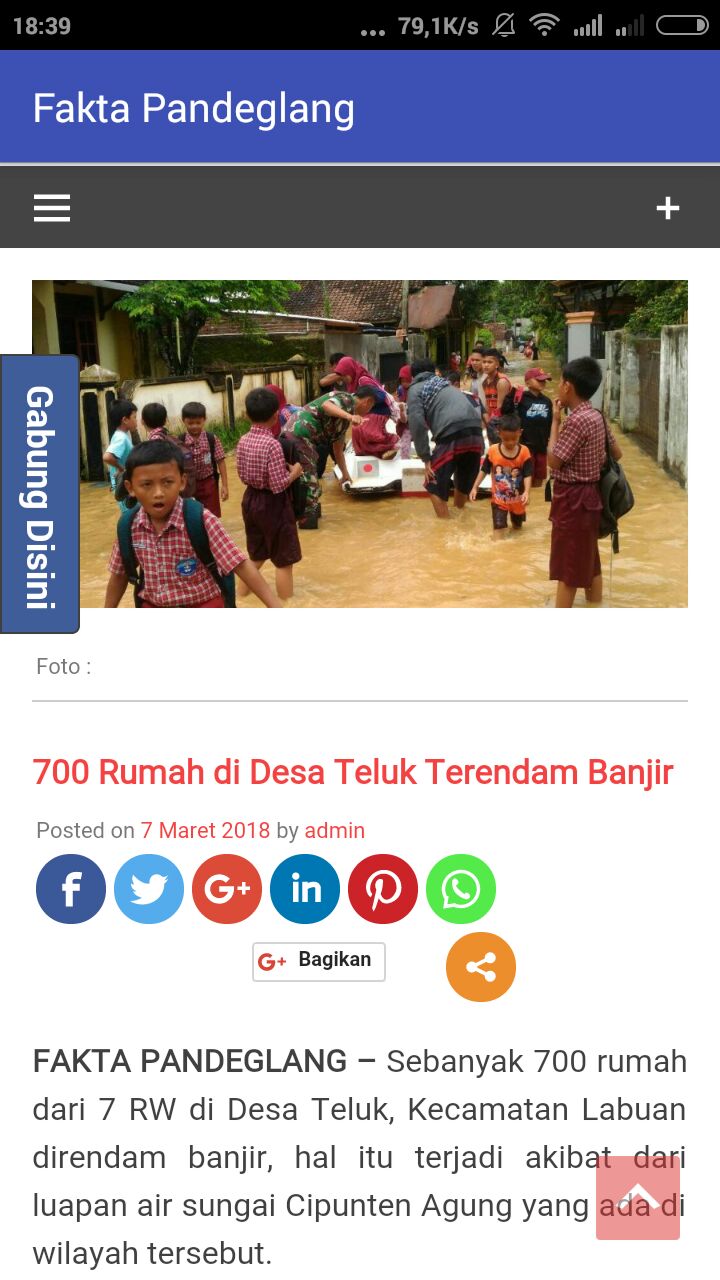 18:39
... 79,1K/s
Fakta Pandeglang
Gabung Disini
Foto :
700 Rumah di Desa Teluk Terendam Banjir
Posted on 7 Maret 2018 by admin
f G+ in
G+ Bagikan
FAKTA PANDEGLANG – Sebanyak 700 rumah
dari 7 RW di Desa Teluk, Kecamatan Labuan
direndam banjir, hal itu terjadi akibat dari
luapan air sungai Cipunten Agung yang ada di
wilayah tersebut.